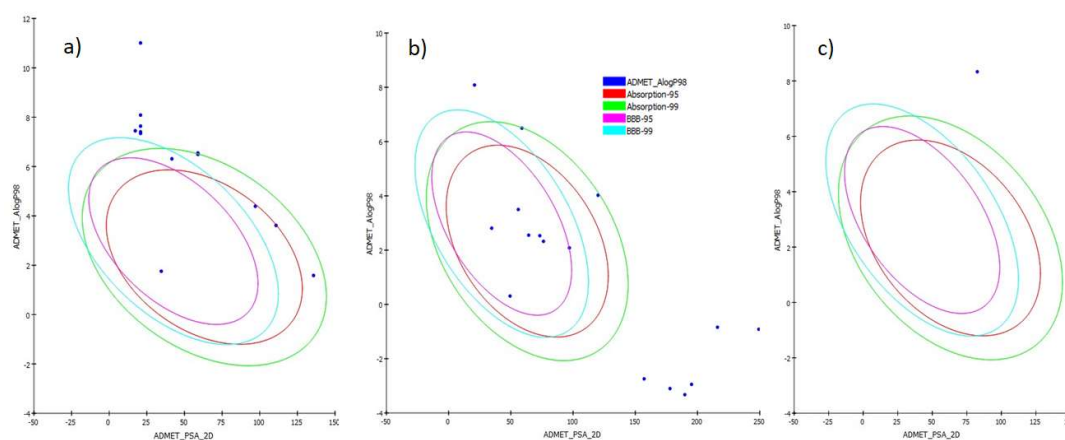 a)
12
10
8
6
4
2
0
-2
-4
ADMET_AlogP98
-50 -25 0 25 50 75 100 125 150
ADMET_PSA_2D
b)
10
8
6
4
2
0
-2
-4
ADMET_AlogP98
ADMET_AlogP98
Absorption-95
Absorption-99
BBB-95
BBB-99
-50 0 50 100 150 200 250
ADMET_PSA_2D
c)
10
8
6
4
2
0
-2
-4
ADMET_AlogP98
-50 -25 0 25 50 75 100 125
ADMET_PSA_2D